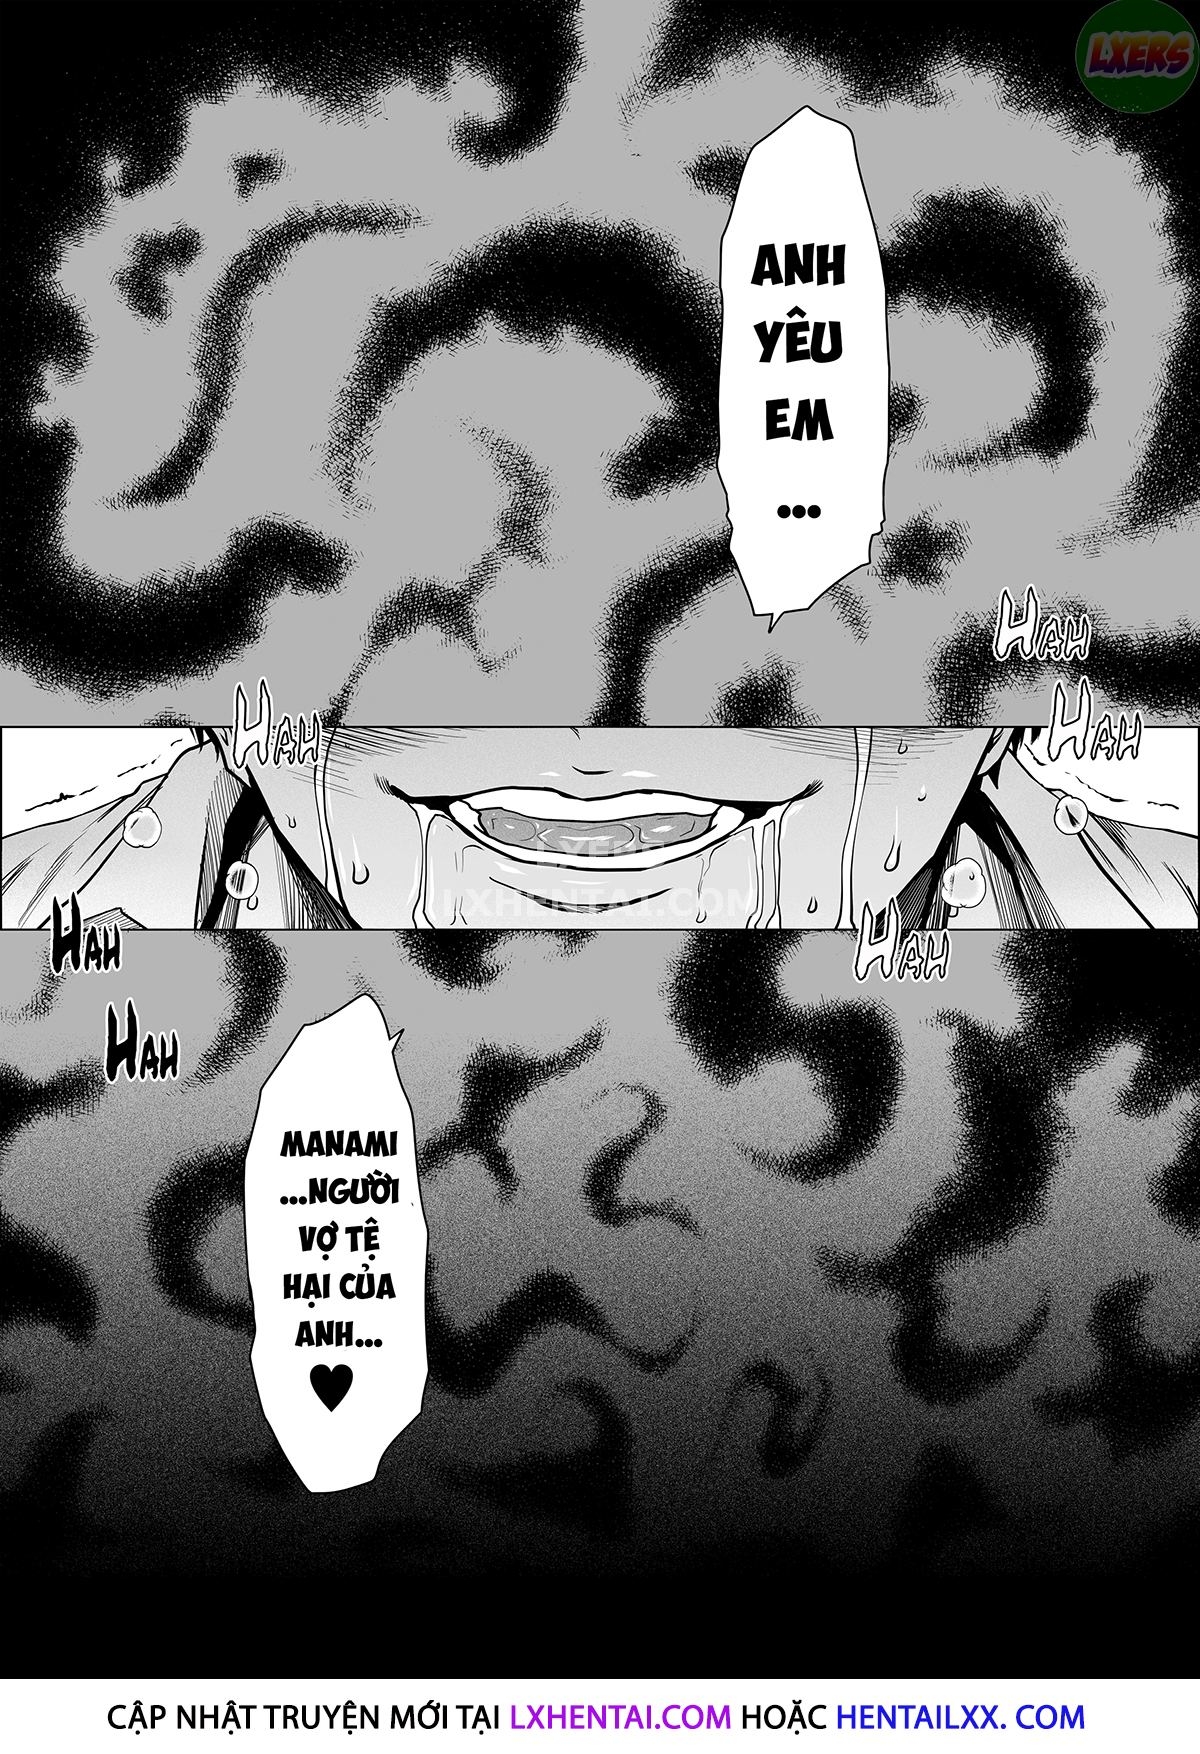 LXERS
ANH
YÊU
EM
...
HAH
HAH
HAH
LXERS
LXHENTAI.COM
HAH
HAH
HAH
MANAMI
...NGƯỜI
VỢ TỆ
HẠI CỦA
ANH...
♥
CẬP NHẬT TRUYỆN MỚI TẠI LXHENTAI.COM HOẶC HENTAILXX. COM